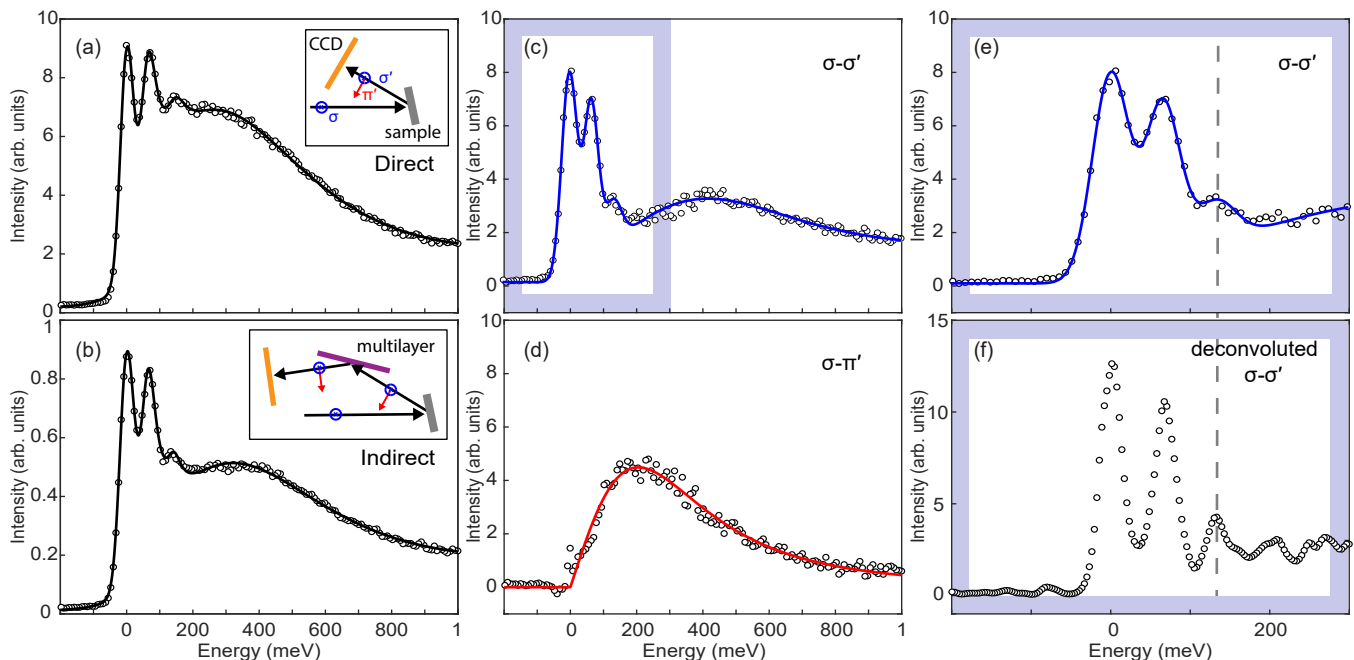 (a)
CCD
σ′
π′
σ
sample
Direct
Intensity (arb. units)
10
8
6
4
2
0
(b)
multilayer
Indirect
Intensity (arb. units)
1
0.8
0.6
0.4
0.2
0
0 200 400 600 800 1
Energy (meV)
(c)
σ-σ′
Intensity (arb. units)
10
8
6
4
2
0
(d)
σ-π′
Intensity (arb. units)
10
8
6
4
2
0
0 200 400 600 800 1
Energy (meV)
(e)
σ-σ′
Intensity (arb. units)
10
8
6
4
2
0
(f)
deconvoluted
σ-σ′
Intensity (arb. units)
15
10
5
0
0 200
Energy (meV)